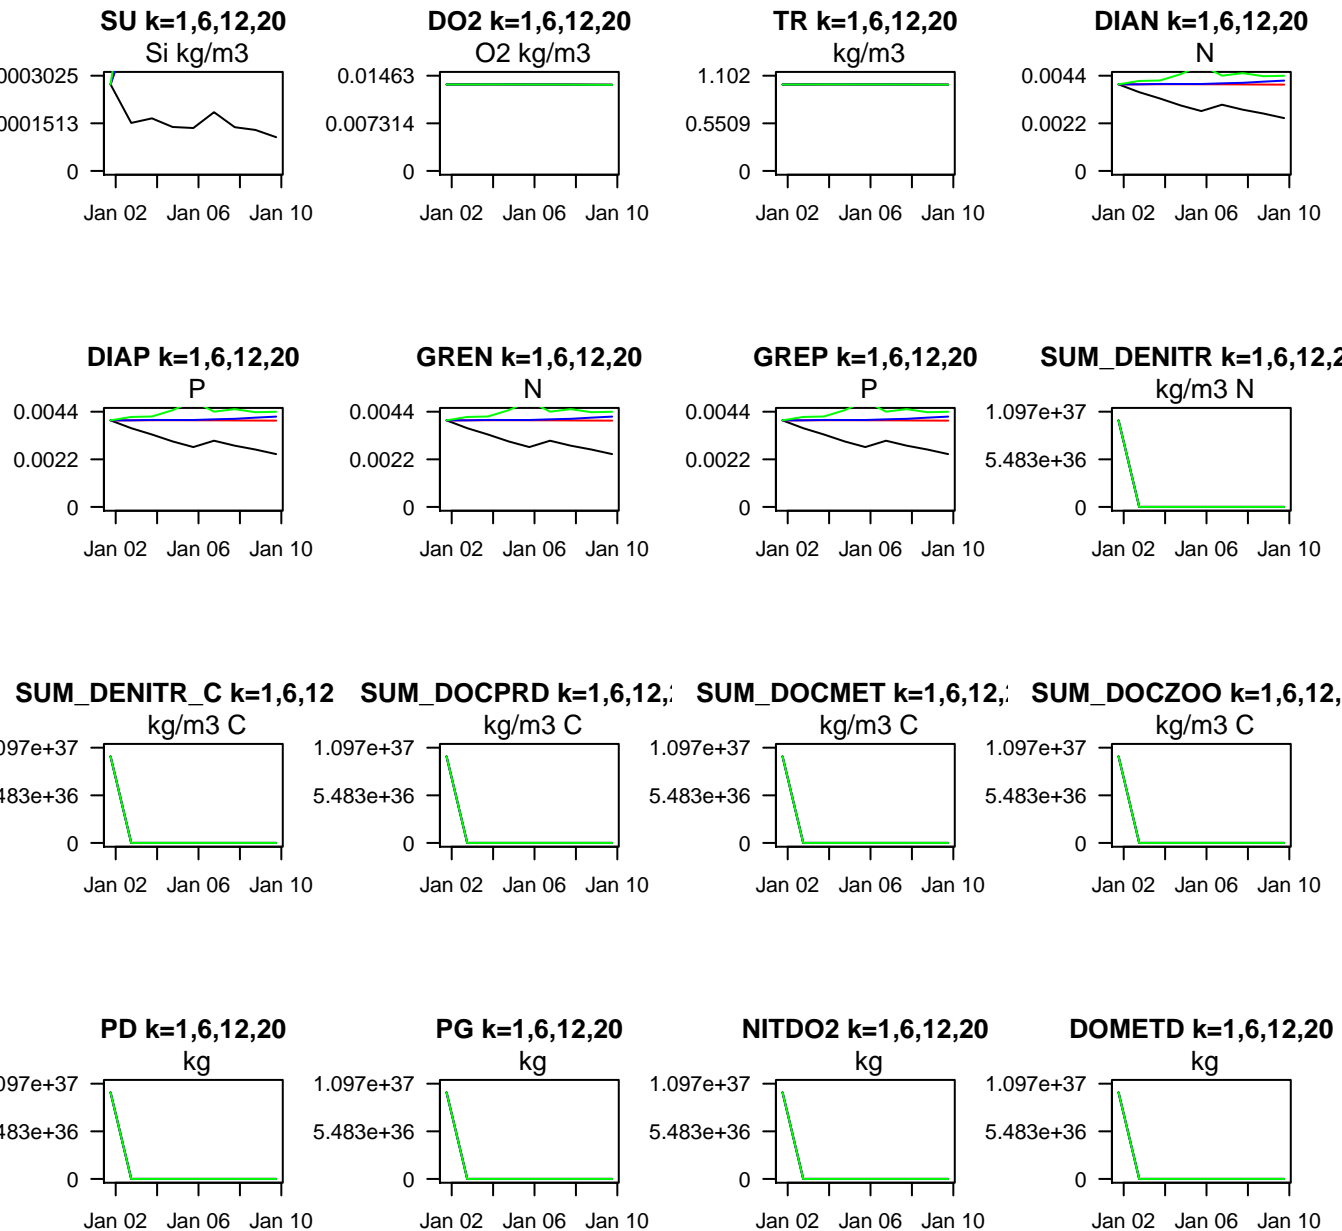 SU k=1,6,12,20 DO2 k=1,6,12,20 TR k=1,6,12,20 DIAN k=1,6,12,20
Si kg/m3 O2 kg/m3 kg/m3 N
0003025 0.01463 1.102 0.0044
0001513 0.007314 0.5509 0.0022
0 0 0 0
Jan 02 Jan 06 Jan 10 Jan 02 Jan 06 Jan 10 Jan 02 Jan 06 Jan 10 Jan 02 Jan 06 Jan 10
DIAP k=1,6,12,20 GREN k=1,6,12,20 GREP k=1,6,12,20 SUM_DENITR k=1,6,12,2
P N P kg/m3 N
0.0044 0.0044 0.0044 1.097e+37
0.0022 0.0022 0.0022 5.483e+36
0 0 0 0
Jan 02 Jan 06 Jan 10 Jan 02 Jan 06 Jan 10 Jan 02 Jan 06 Jan 10 Jan 02 Jan 06 Jan 10
SUM_DENITR_C k=1,6,12 SUM_DOCPRD k=1,6,12, SUM_DOCMET k=1,6,12, SUM_DOCZOO k=1,6,12,
kg/m3 C kg/m3 C kg/m3 C kg/m3 C
097e+37 1.097e+37 1.097e+37 1.097e+37
483e+36 5.483e+36 5.483e+36 5.483e+36
0 0 0 0
Jan 02 Jan 06 Jan 10 Jan 02 Jan 06 Jan 10 Jan 02 Jan 06 Jan 10 Jan 02 Jan 06 Jan 10
PD k=1,6,12,20 PG k=1,6,12,20 NITDO2 k=1,6,12,20 DOMETD k=1,6,12,20
kg kg kg kg
097e+37 1.097e+37 1.097e+37 1.097e+37
483e+36 5.483e+36 5.483e+36 5.483e+36
0 0 0 0
Jan 02 Jan 06 Jan 10 Jan 02 Jan 06 Jan 10 Jan 02 Jan 06 Jan 10 Jan 02 Jan 06 Jan 10